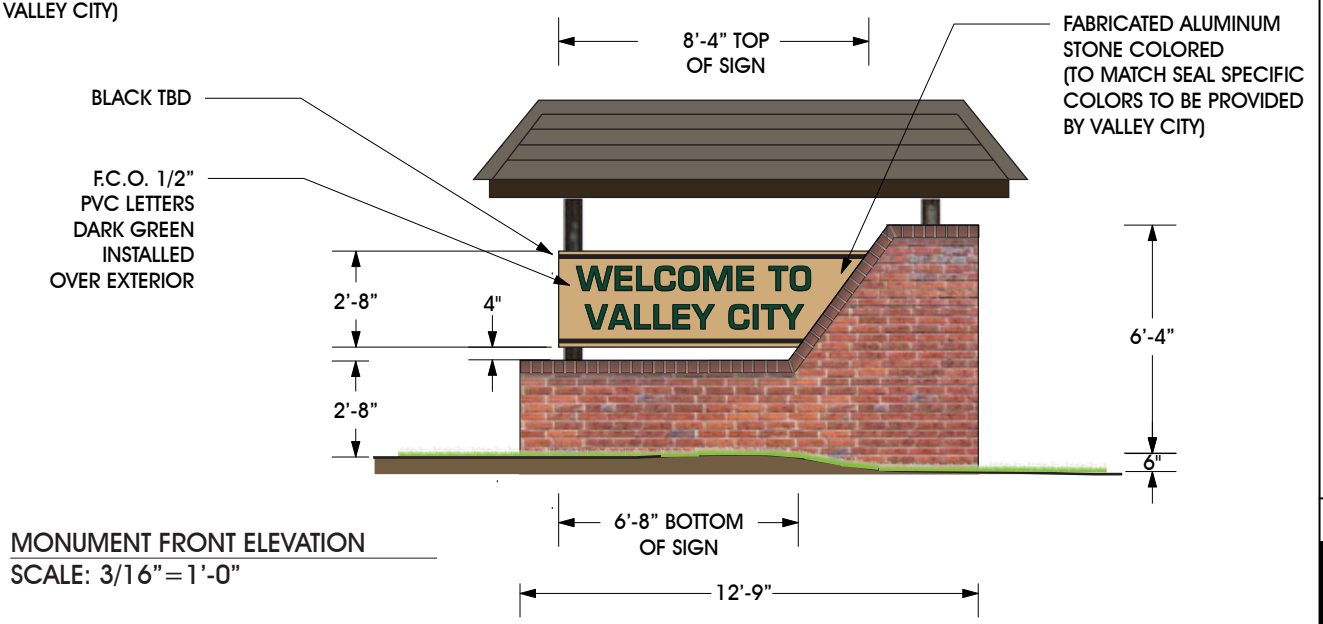 VALLEY CITY)
8’-4” TOP
OF SIGN
FABRICATED ALUMINUM
STONE COLORED
(TO MATCH SEAL SPECIFIC
COLORS TO BE PROVIDED
BY VALLEY CITY)
BLACK TBD
F.C.O. 1/2”
PVC LETTERS
DARK GREEN
INSTALLED
OVER EXTERIOR
WELCOME TO
VALLEY CITY
2’-8”
4"
6’-4”
2’-8”
6"
6’-8” BOTTOM
OF SIGN
MONUMENT FRONT ELEVATION
SCALE: 3/16”=1’-0”
12’-9”